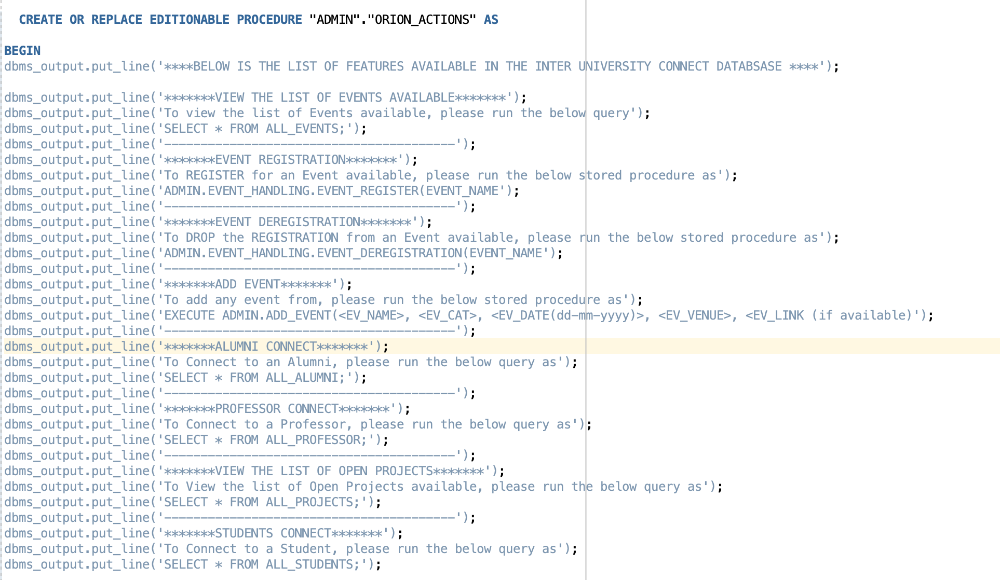 CREATE OR REPLACE EDITIONABLE PROCEDURE "ADMIN"."ORION_ACTIONS" AS
BEGIN
dbms_output.put_line('****BELOW IS THE LIST OF FEATURES AVAILABLE IN THE INTER UNIVERSITY CONNECT DATABSASE ****');
dbms_output.put_line('*******VIEW THE LIST OF EVENTS AVAILABLE*******');
dbms_output.put_line('To view the list of Events available, please run the below query');
dbms_output.put_line('SELECT * FROM ALL_EVENTS;');
dbms_output.put_line('----------------------------------------');
dbms_output.put_line('*******EVENT REGISTRATION*******');
dbms_output.put_line('To REGISTER for an Event available, please run the below stored procedure as');
dbms_output.put_line('ADMIN.EVENT_HANDLING.EVENT_REGISTER(EVENT_NAME');
dbms_output.put_line('----------------------------------------');
dbms_output.put_line('*******EVENT DEREGISTRATION*******');
dbms_output.put_line('To DROP the REGISTRATION from an Event available, please run the below stored procedure as');
dbms_output.put_line('ADMIN.EVENT_HANDLING.EVENT_DEREGISTRATION(EVENT_NAME');
dbms_output.put_line('----------------------------------------');
dbms_output.put_line('*******ADD EVENT*******');
dbms_output.put_line('To add any event from, please run the below stored procedure as');
dbms_output.put_line('EXECUTE ADMIN.ADD_EVENT(<EV_NAME>, <EV_CAT>, <EV_DATE(dd-mm-yyyy)>, <EV_VENUE>, <EV_LINK (if available)');
dbms_output.put_line('----------------------------------------');
dbms_output.put_line('*******ALUMNI CONNECT*******');
dbms_output.put_line('To Connect to an Alumni, please run the below query as');
dbms_output.put_line('SELECT * FROM ALL_ALUMNI;');
dbms_output.put_line('----------------------------------------');
dbms_output.put_line('*******PROFESSOR CONNECT*******');
dbms_output.put_line('To Connect to a Professor, please run the below query as');
dbms_output.put_line('SELECT * FROM ALL_PROFESSOR;');
dbms_output.put_line('----------------------------------------');
dbms_output.put_line('*******VIEW THE LIST OF OPEN PROJECTS*******');
dbms_output.put_line('To View the list of Open Projects available, please run the below query as');
dbms_output.put_line('SELECT * FROM ALL_PROJECTS;');
dbms_output.put_line('----------------------------------------');
dbms_output.put_line('*******STUDENTS CONNECT*******');
dbms_output.put_line('To Connect to a Student, please run the below query as');
dbms_output.put_line('SELECT * FROM ALL_STUDENTS;');